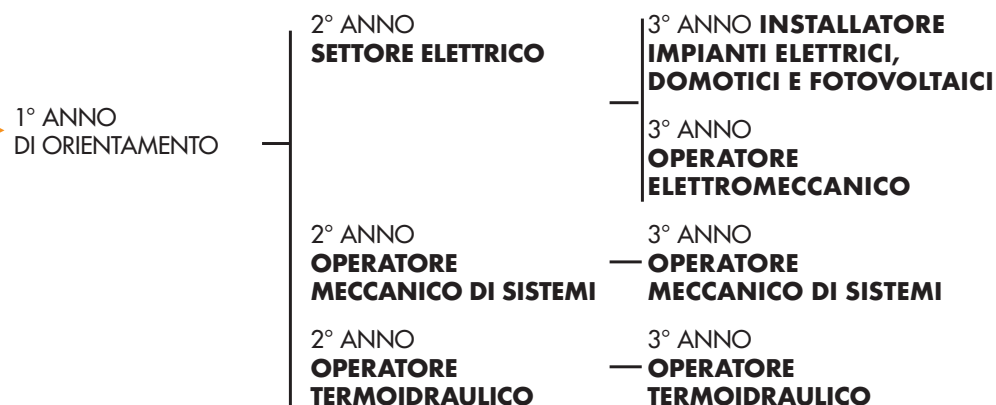 1° ANNO
DI ORIENTAMENTO
2° ANNO
SETTORE ELETTRICO
3° ANNO INSTALLATORE
IMPIANTI ELETTRICI,
DOMOTICI E FOTOVOLTAICI
3° ANNO
OPERATORE
ELETTROMECCANICO
2° ANNO
OPERATORE
MECCANICO DI SISTEMI
3° ANNO
OPERATORE
MECCANICO DI SISTEMI
2° ANNO
OPERATORE
TERMOIDRAULICO
3° ANNO
OPERATORE
TERMOIDRAULICO